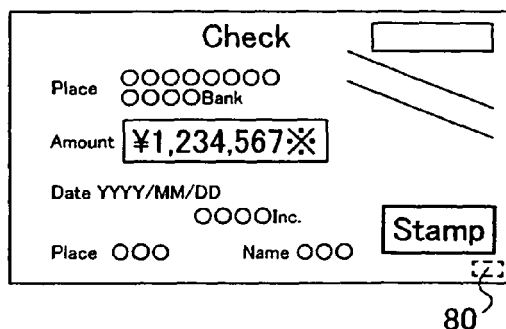 Check
Place ○○○○○○○○
○○○○Bank
Amount ¥1,234,567※
Date YYYY/MM/DD
○○○○Inc.
Place ○○○ Name ○○○
Stamp
80